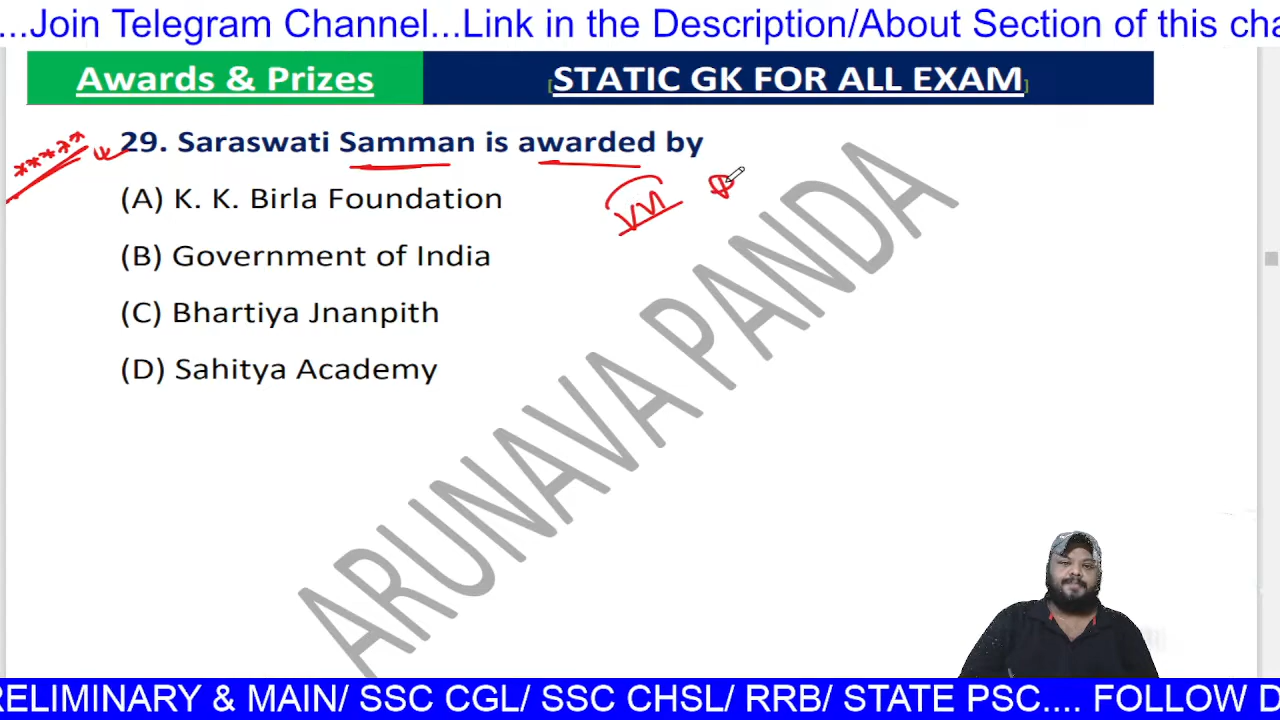 ...Join Telegram Channel...Link in the Description/About Section of this cha
Awards & Prizes
[STATIC GK FOR ALL EXAM]
*****
29. Saraswati Samman is awarded by
(A) K. K. Birla Foundation
(B) Government of India
(C) Bhartiya Jnanpith
(D) Sahitya Academy
ARUNAVA PANDA
RELIMINARY & MAIN/ SSC CGL/ SSC CHSL/ RRB/ STATE PSC.... FOLLOW D